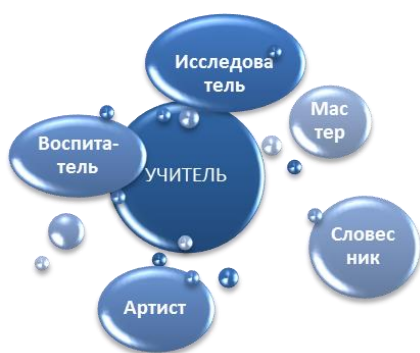 Исследова
тель
Мас
тер
Воспита-
тель
УЧИТЕЛЬ
Словес
ник
Артист